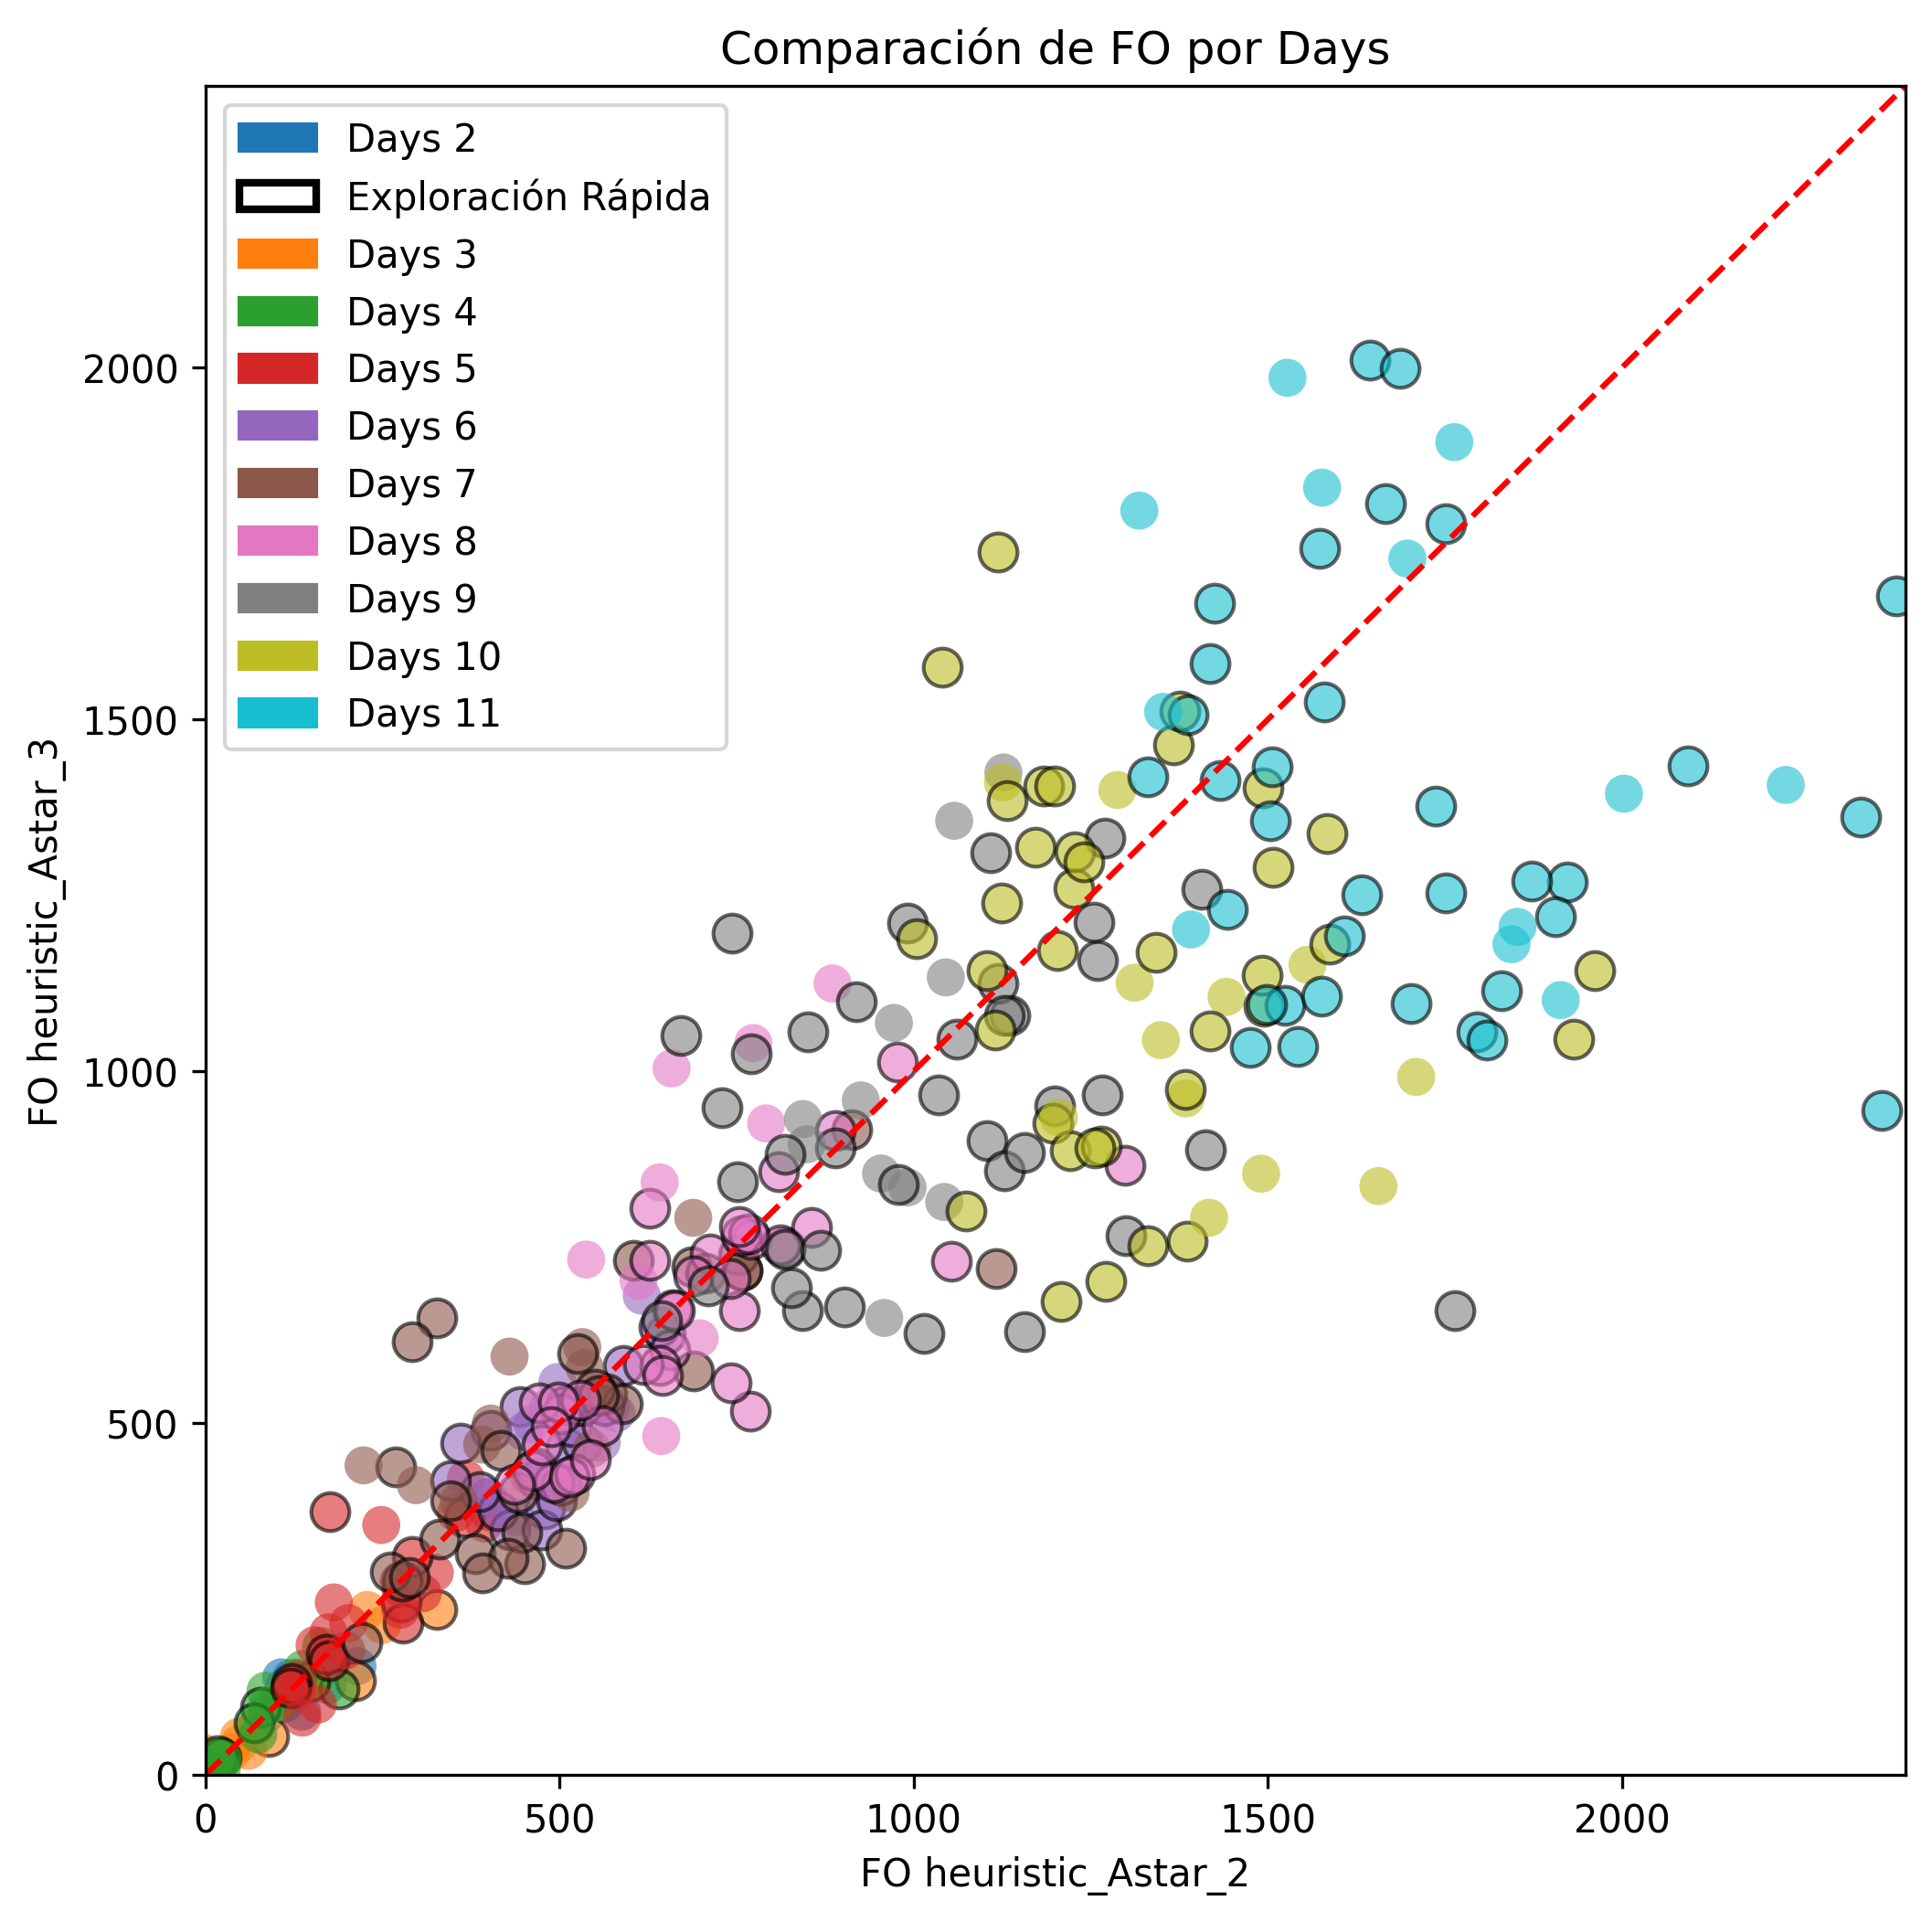 Comparación de FO por Days
Days 2
Exploración Rápida
Days 3
Days 4
Days 5
Days 6
Days 7
Days 8
Days 9
Days 10
Days 11
FO heuristic_Astar_3
2000
1500
1000
500
0
0 500 1000 1500 2000
FO heuristic_Astar_2